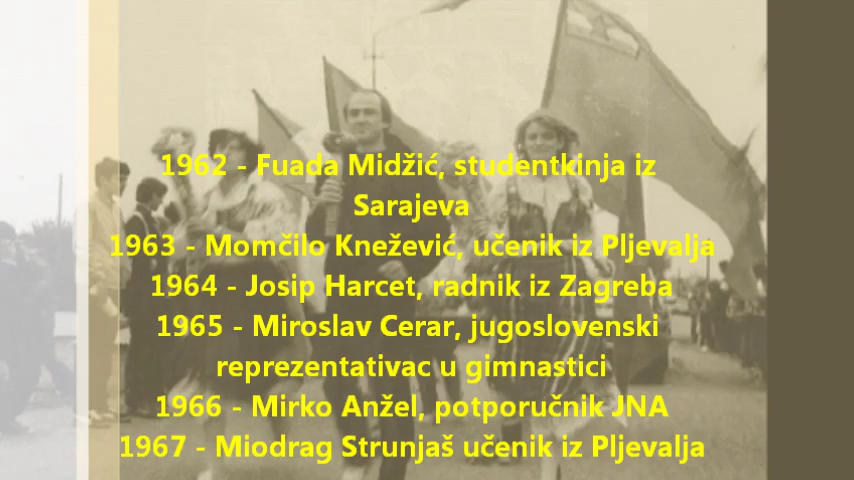 1962 - Fuada Midžić, studentkinja iz
Sarajeva
1963 - Momčilo Knežević, učenik iz Pljevalja
1964 - Josip Harcet, radnik iz Zagreba
1965 - Miroslav Cerar, jugoslovenski
reprezentativac u gimnastici
1966 - Mirko Anžel, potporučnik JNA
1967 - Miodrag Strunjaš učenik iz Pljevalja